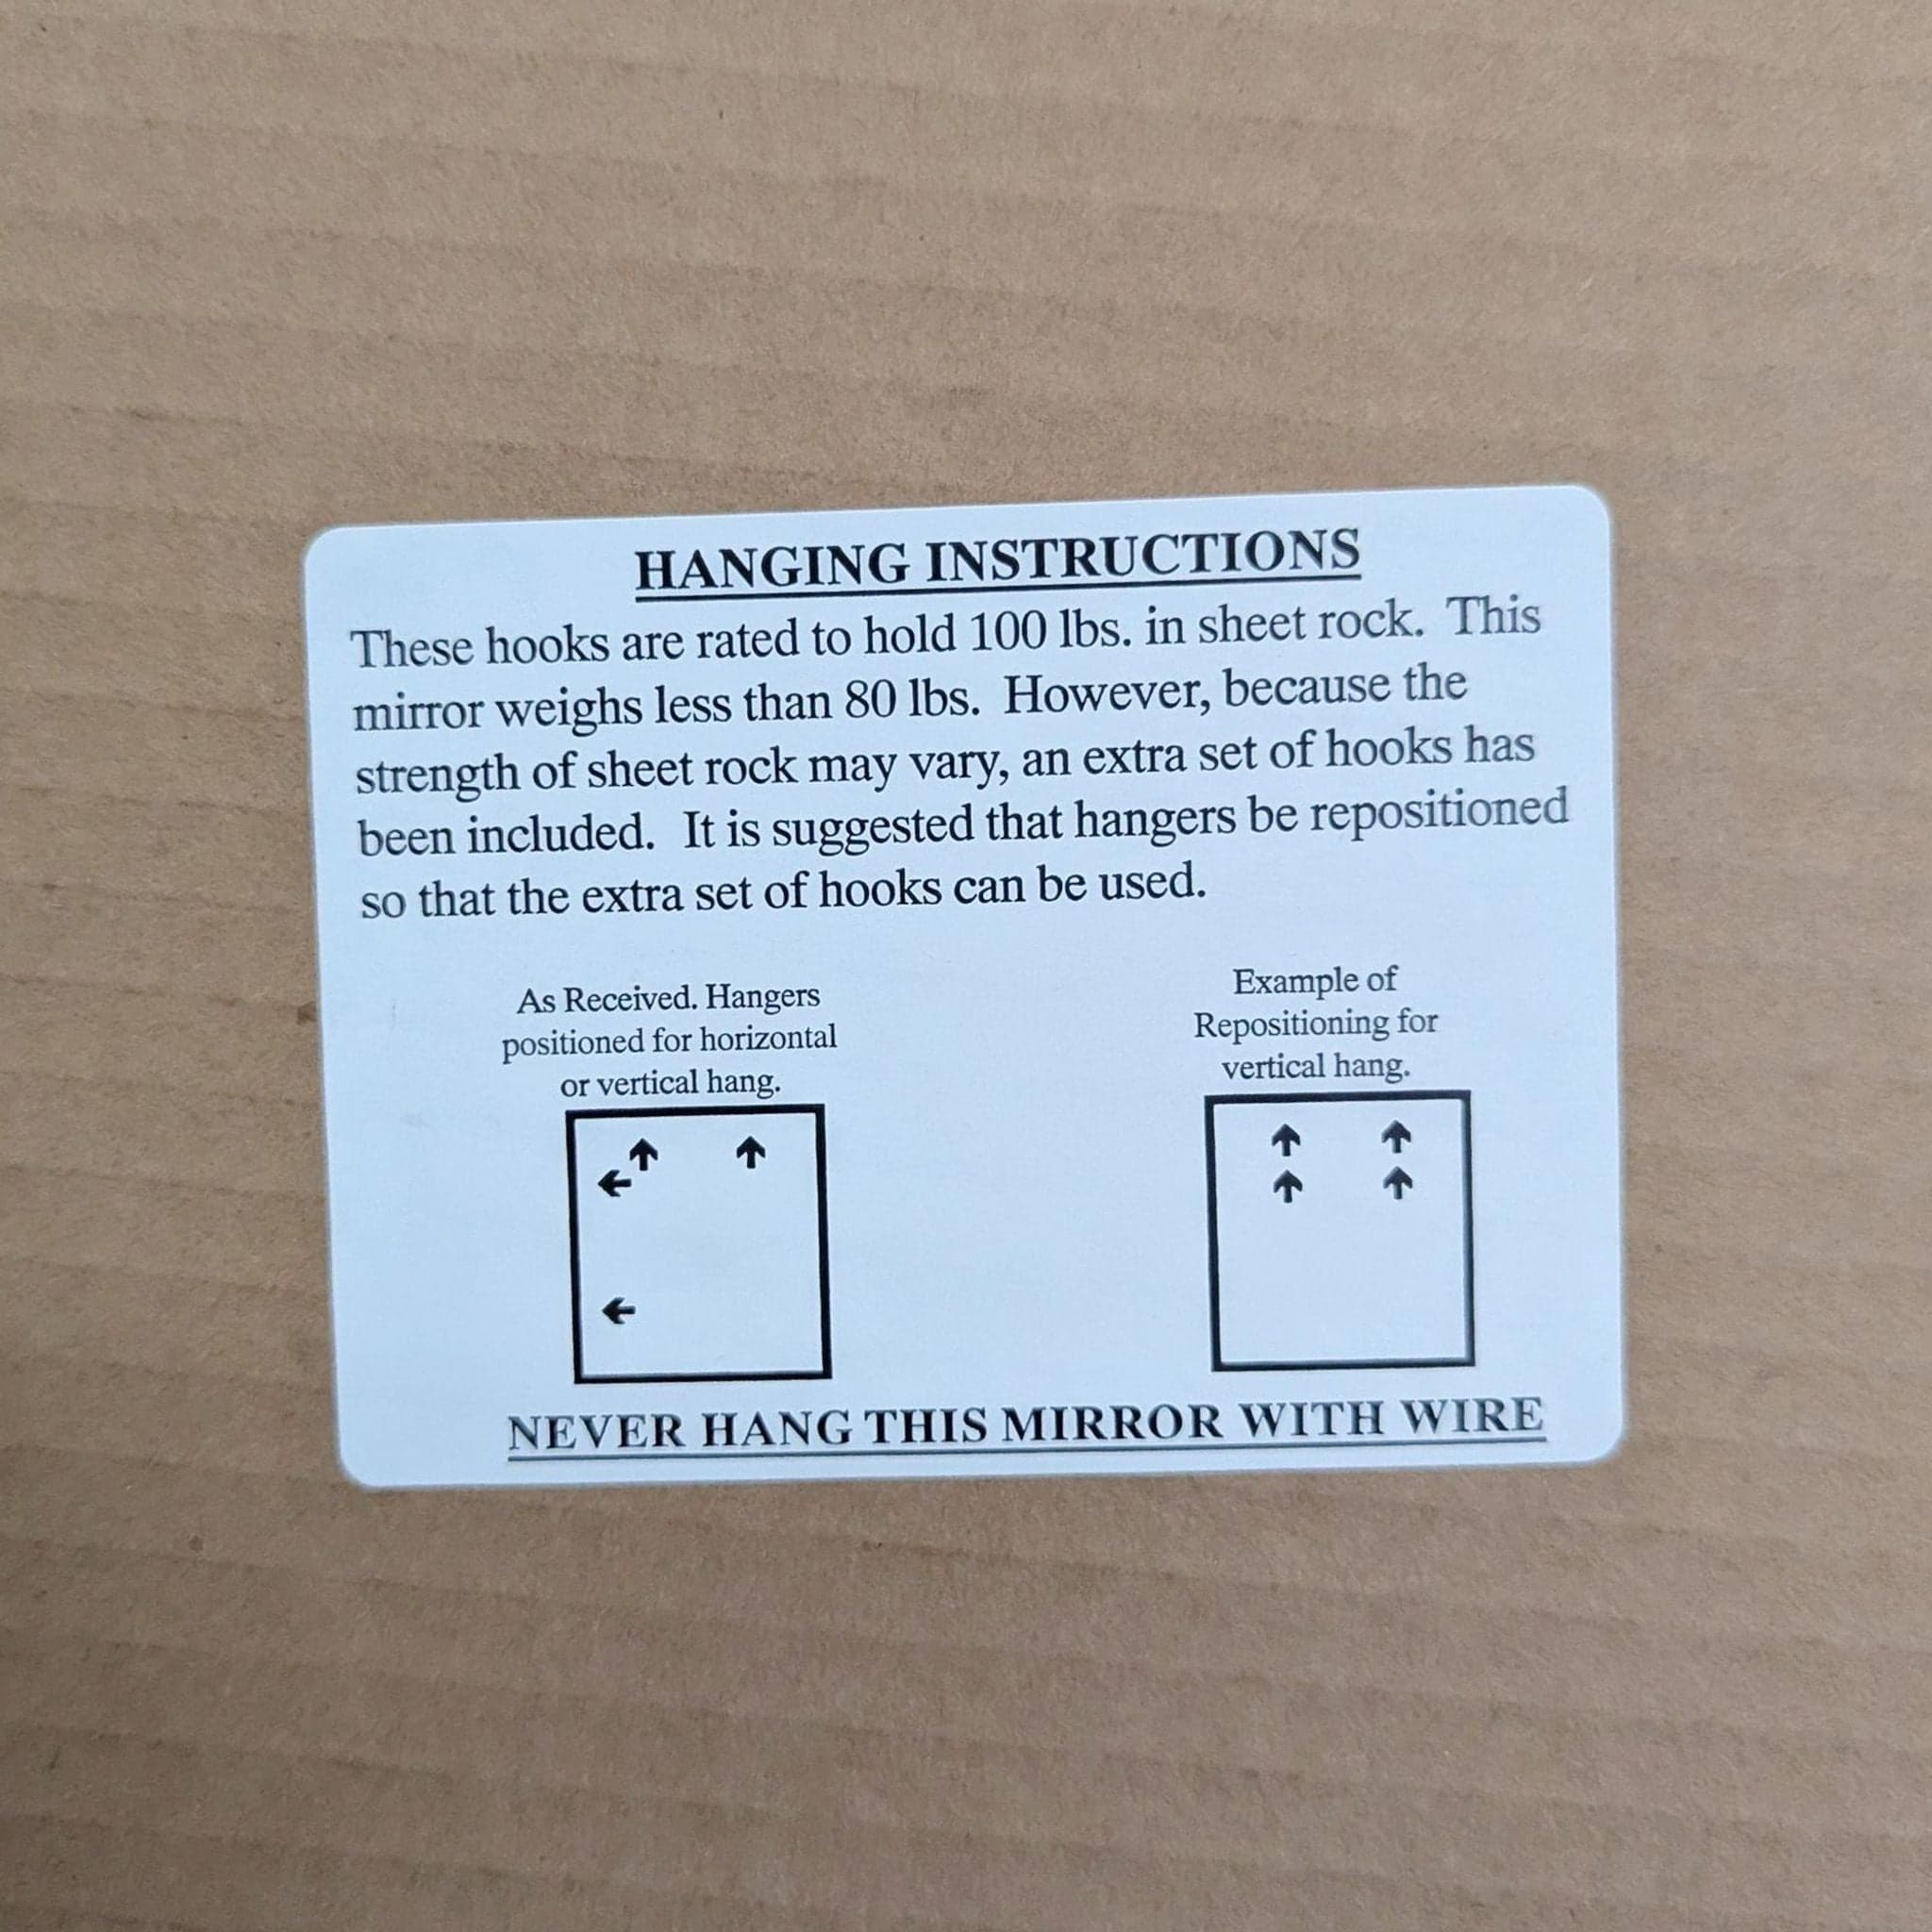 HANGING INSTRUCTIONS
These hooks are rated to hold 100 lbs. in sheet rock. This
mirror weighs less than 80 lbs. However, because the
strength of sheet rock may vary, an extra set of hooks has
been included. It is suggested that hangers be repositioned
so that the extra set of hooks can be used.
As Received. Hangers
positioned for horizontal
or vertical hang.
Example of
Repositioning for
vertical hang.
NEVER HANG THIS MIRROR WITH WIRE